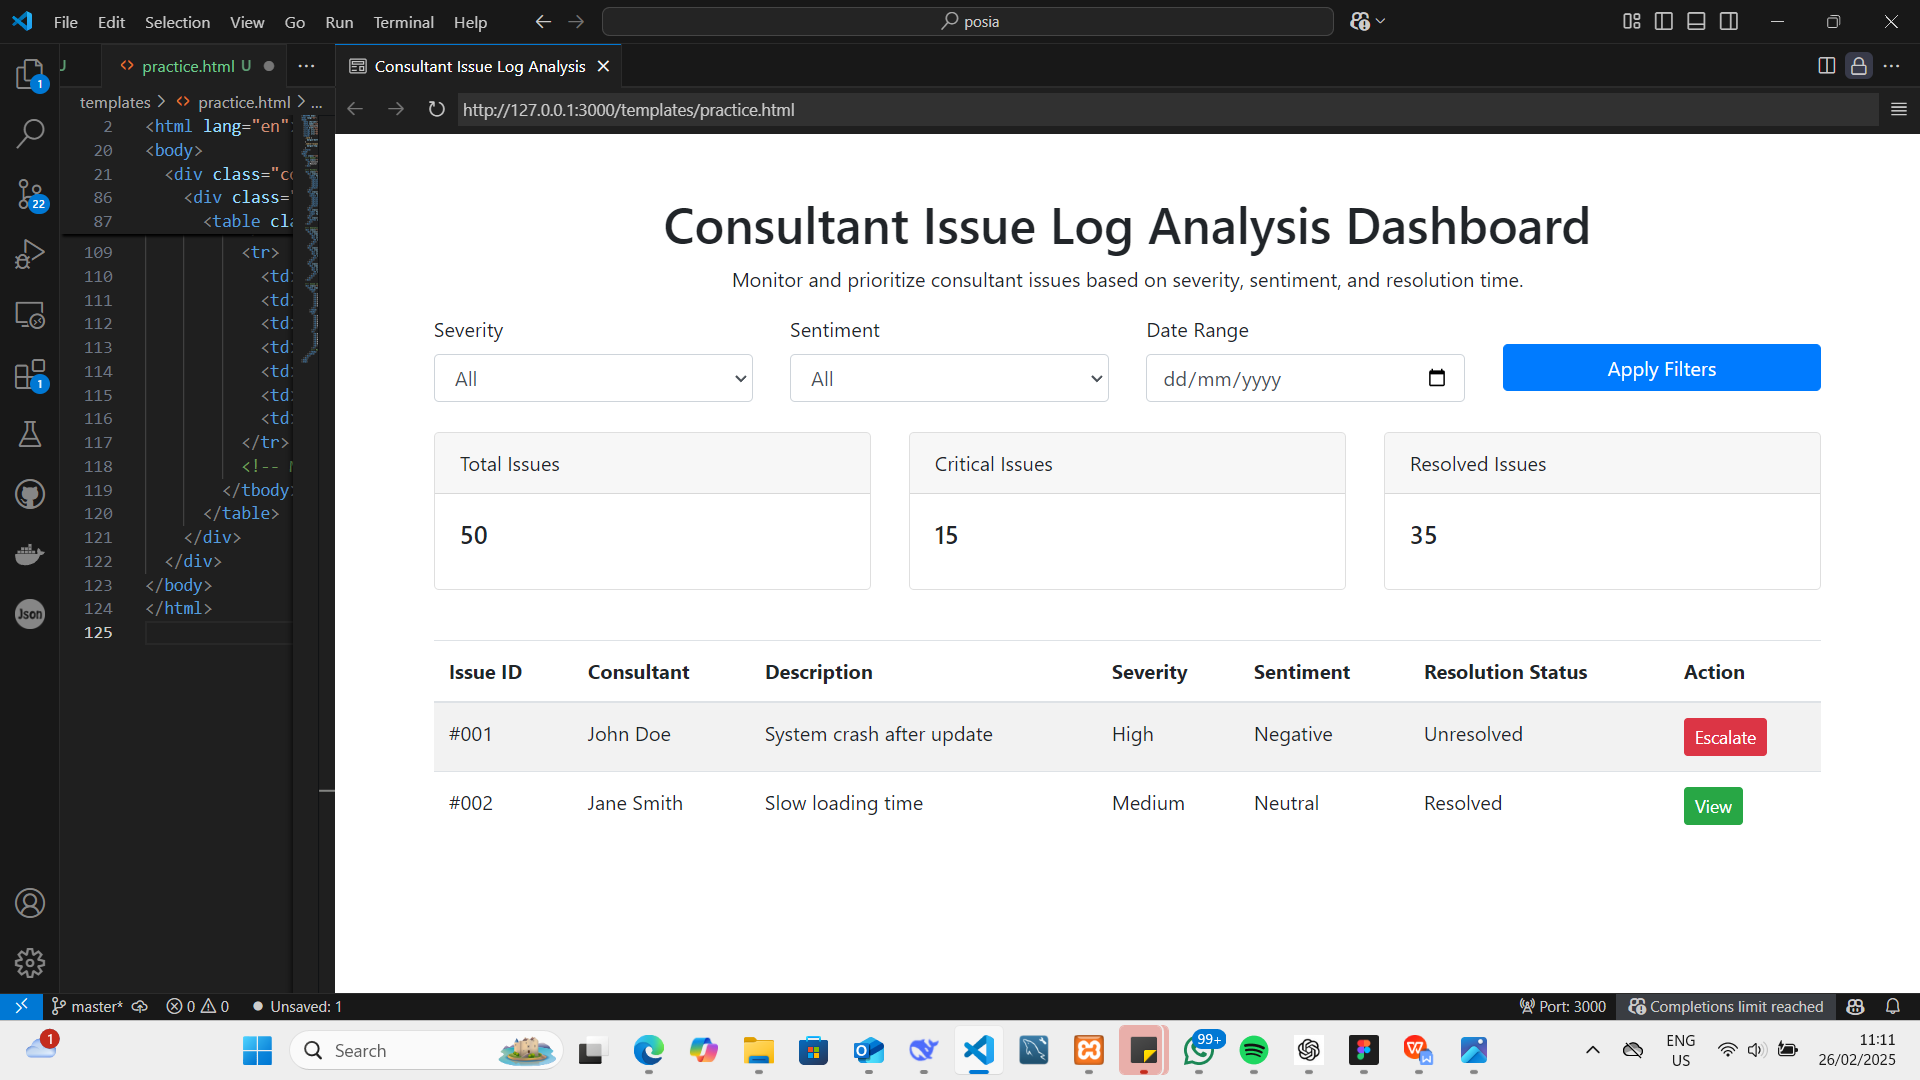 File Edit Selection View Go Run Terminal Help
posia
practice.html U
Consultant Issue Log Analysis
templates > practice.html > ...
http://127.0.0.1:3000/templates/practice.html
2 <html lang="en"
20 <body>
21 <div class="co
86 <div class="
87 <table cla
109 <tr>
110 <td>
111 <td>
112 <td>
113 <td>
114 <td>
115 <td>
116 <td>
117 </tr>
118 <!--
119 </tbody>
120 </table>
121 </div>
122 </div>
123 </body>
124 </html>
125
1
22
1
Json
Consultant Issue Log Analysis Dashboard
Monitor and prioritize consultant issues based on severity, sentiment, and resolution time.
Severity Sentiment Date Range
All All dd/mm/yyyy Apply Filters
Total Issues Critical Issues Resolved Issues
50 15 35
Issue ID Consultant Description Severity Sentiment Resolution Status Action
#001 John Doe System crash after update High Negative Unresolved Escalate
#002 Jane Smith Slow loading time Medium Neutral Resolved View
master* 0 0 Unsaved: 1 Port: 3000 Completions limit reached
1
Search
99+
ENG
US
11:11
26/02/2025